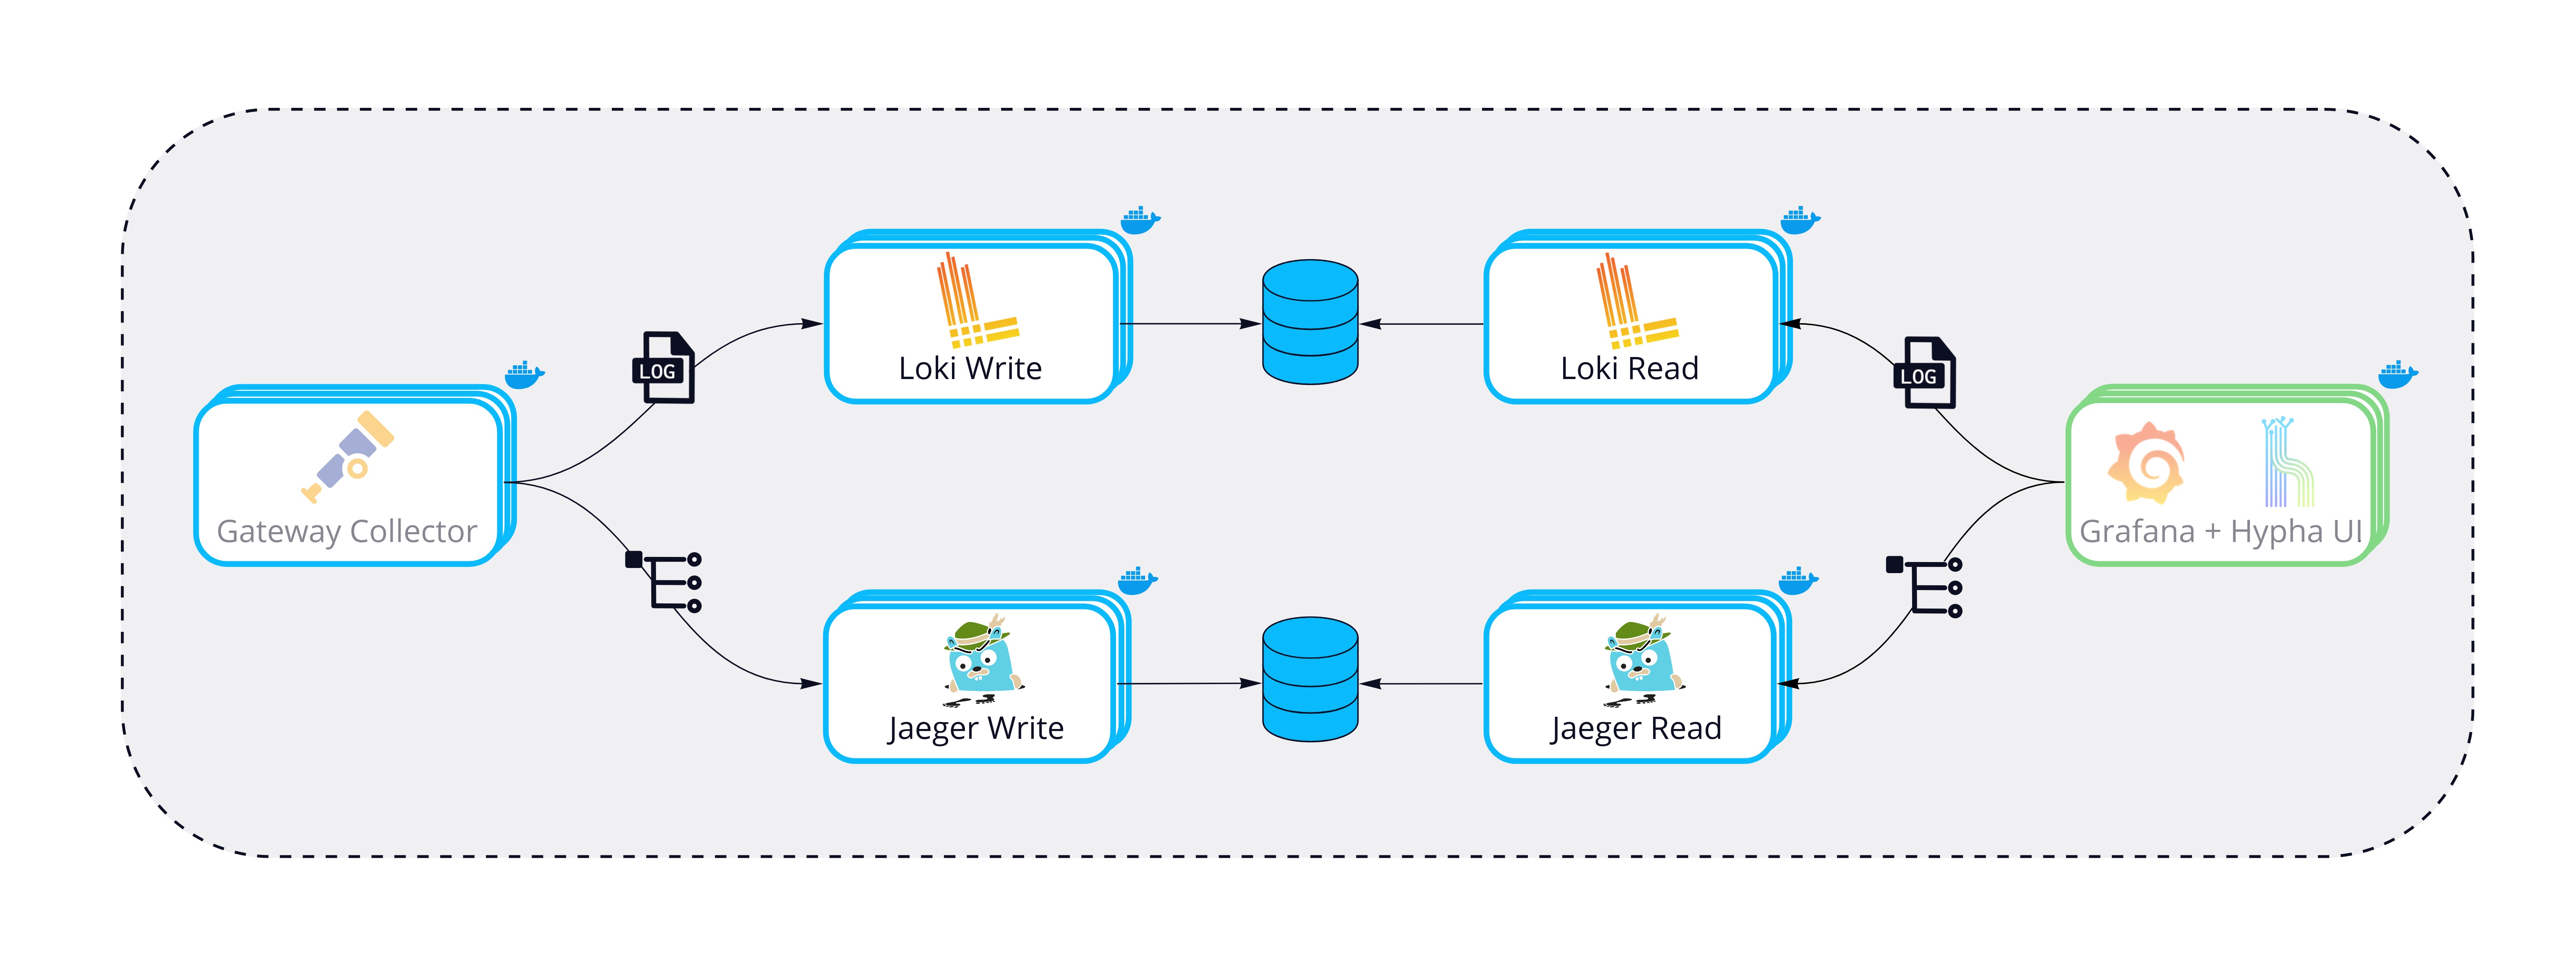 Loki Write
Loki Read
LOG
LOG
Gateway Collector
Grafana + Hypha UI
Jaeger Write
Jaeger Read